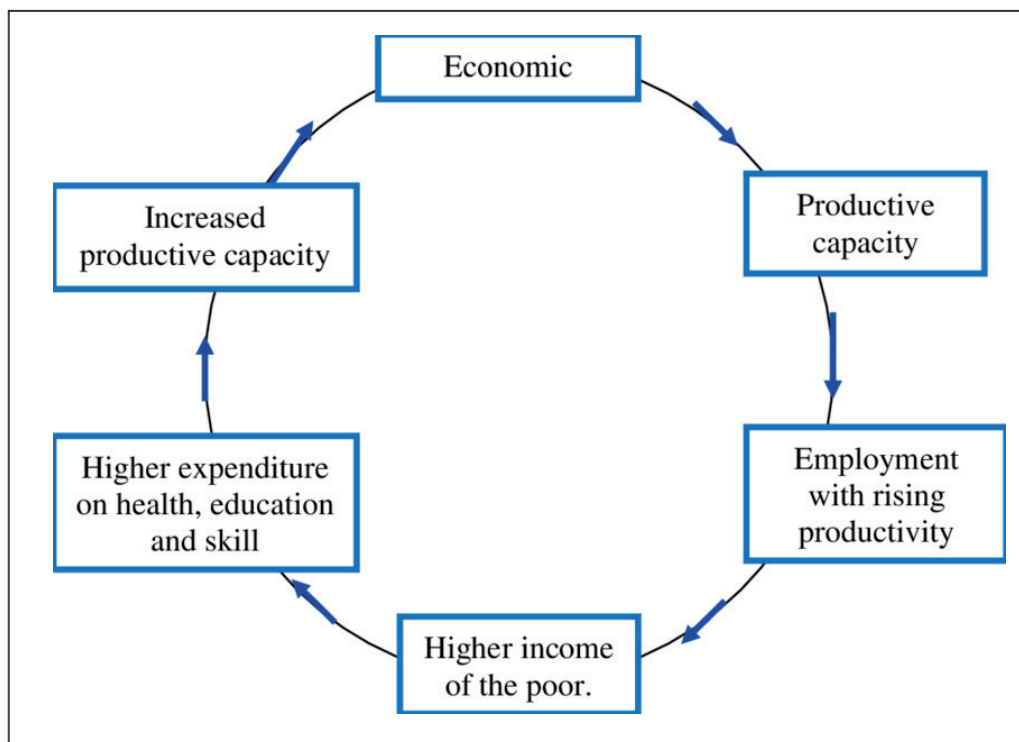 Economic
Productive
capacity
Employment
with rising
productivity
Higher income
of the poor.
Higher expenditure
on health, education
and skill
Increased
productive capacity